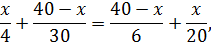 x/4 + (40 − x)/30 = (40 − x)/6 + x/20,